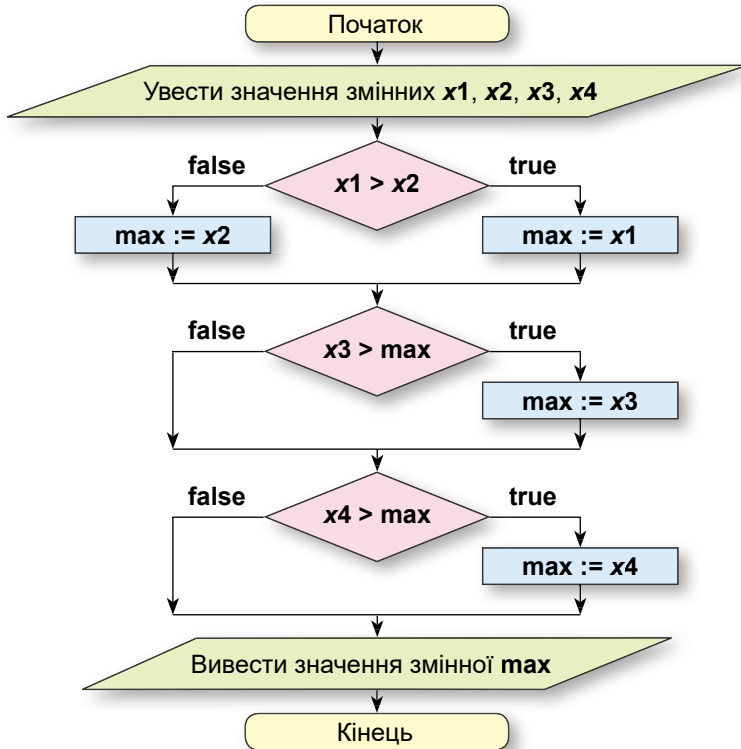 Початок
Увести значення змінних x1, x2, x3, x4
false
true
x1 > x2
max := x2
max := x1
false
true
x3 > max
max := x3
false
true
x4 > max
max := x4
Вивести значення змінної max
Кінець